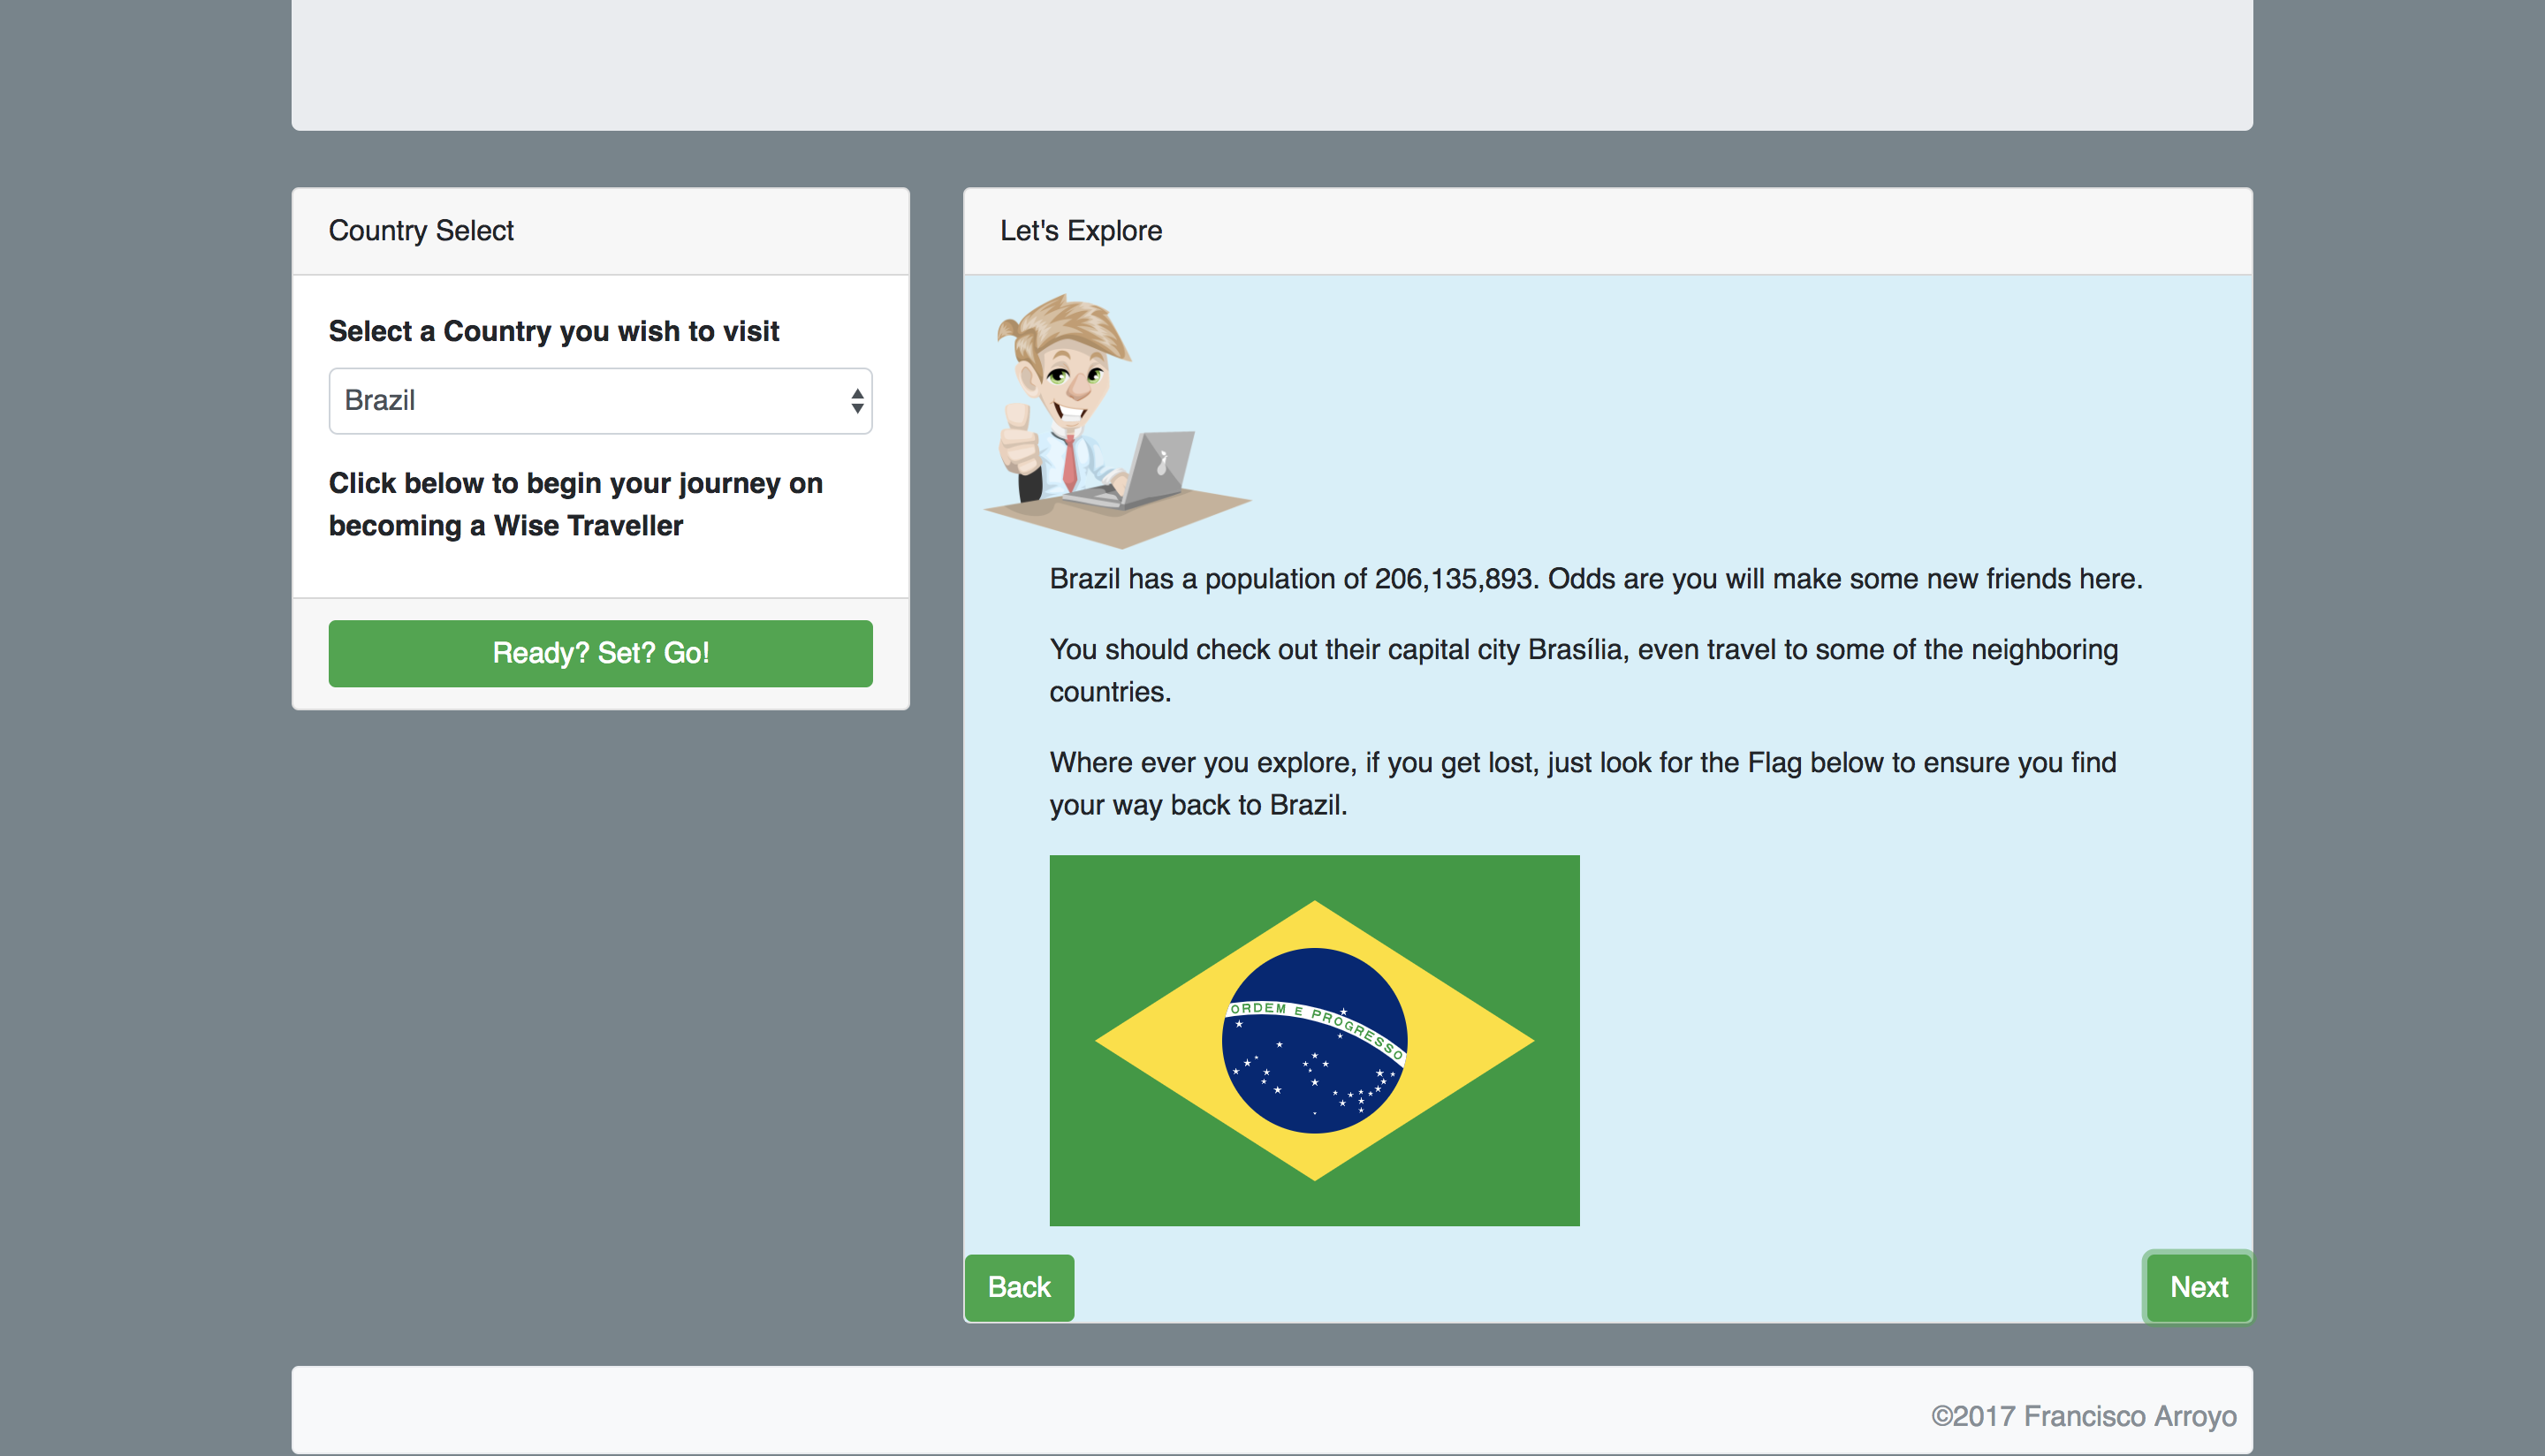 Country Select
Select a Country you wish to visit
Brazil
Click below to begin your journey on
becoming a Wise Traveller
Ready? Set? Go!
Let's Explore
Brazil has a population of 206,135,893. Odds are you will make some new friends here.
You should check out their capital city Brasília, even travel to some of the neighboring
countries.
Where ever you explore, if you get lost, just look for the Flag below to ensure you find
your way back to Brazil.
ORDEM E PROGRESSO
Back
Next
©2017 Francisco Arroyo